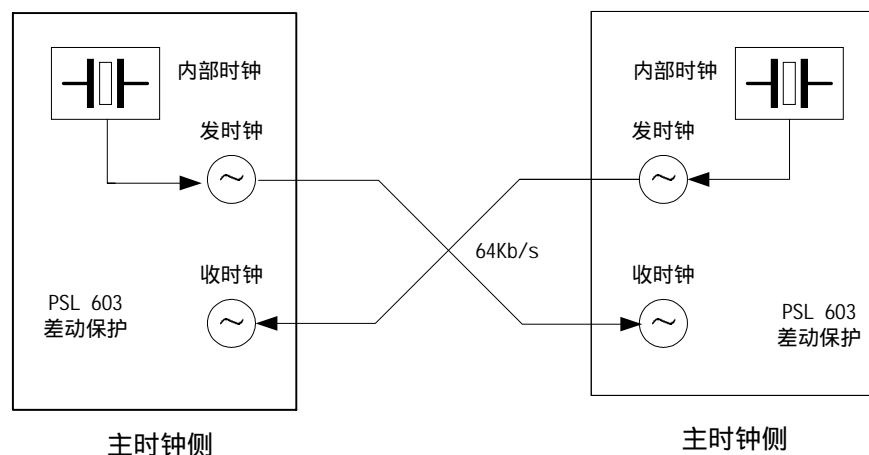 内部时钟
发时钟
收时钟
PSL 603
差动保护
主时钟侧
64Kb/s
内部时钟
发时钟
收时钟
PSL 603
差动保护
主时钟侧